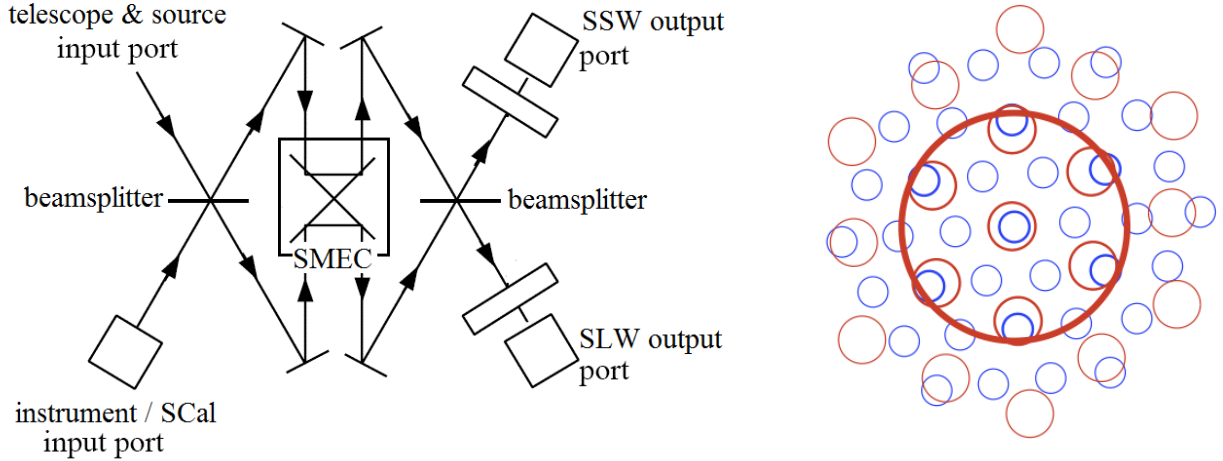 telescope & source
input port
SSW output
port
beamsplitter
beamsplitter
SMEC
SLW output
port
instrument / SCal
input port